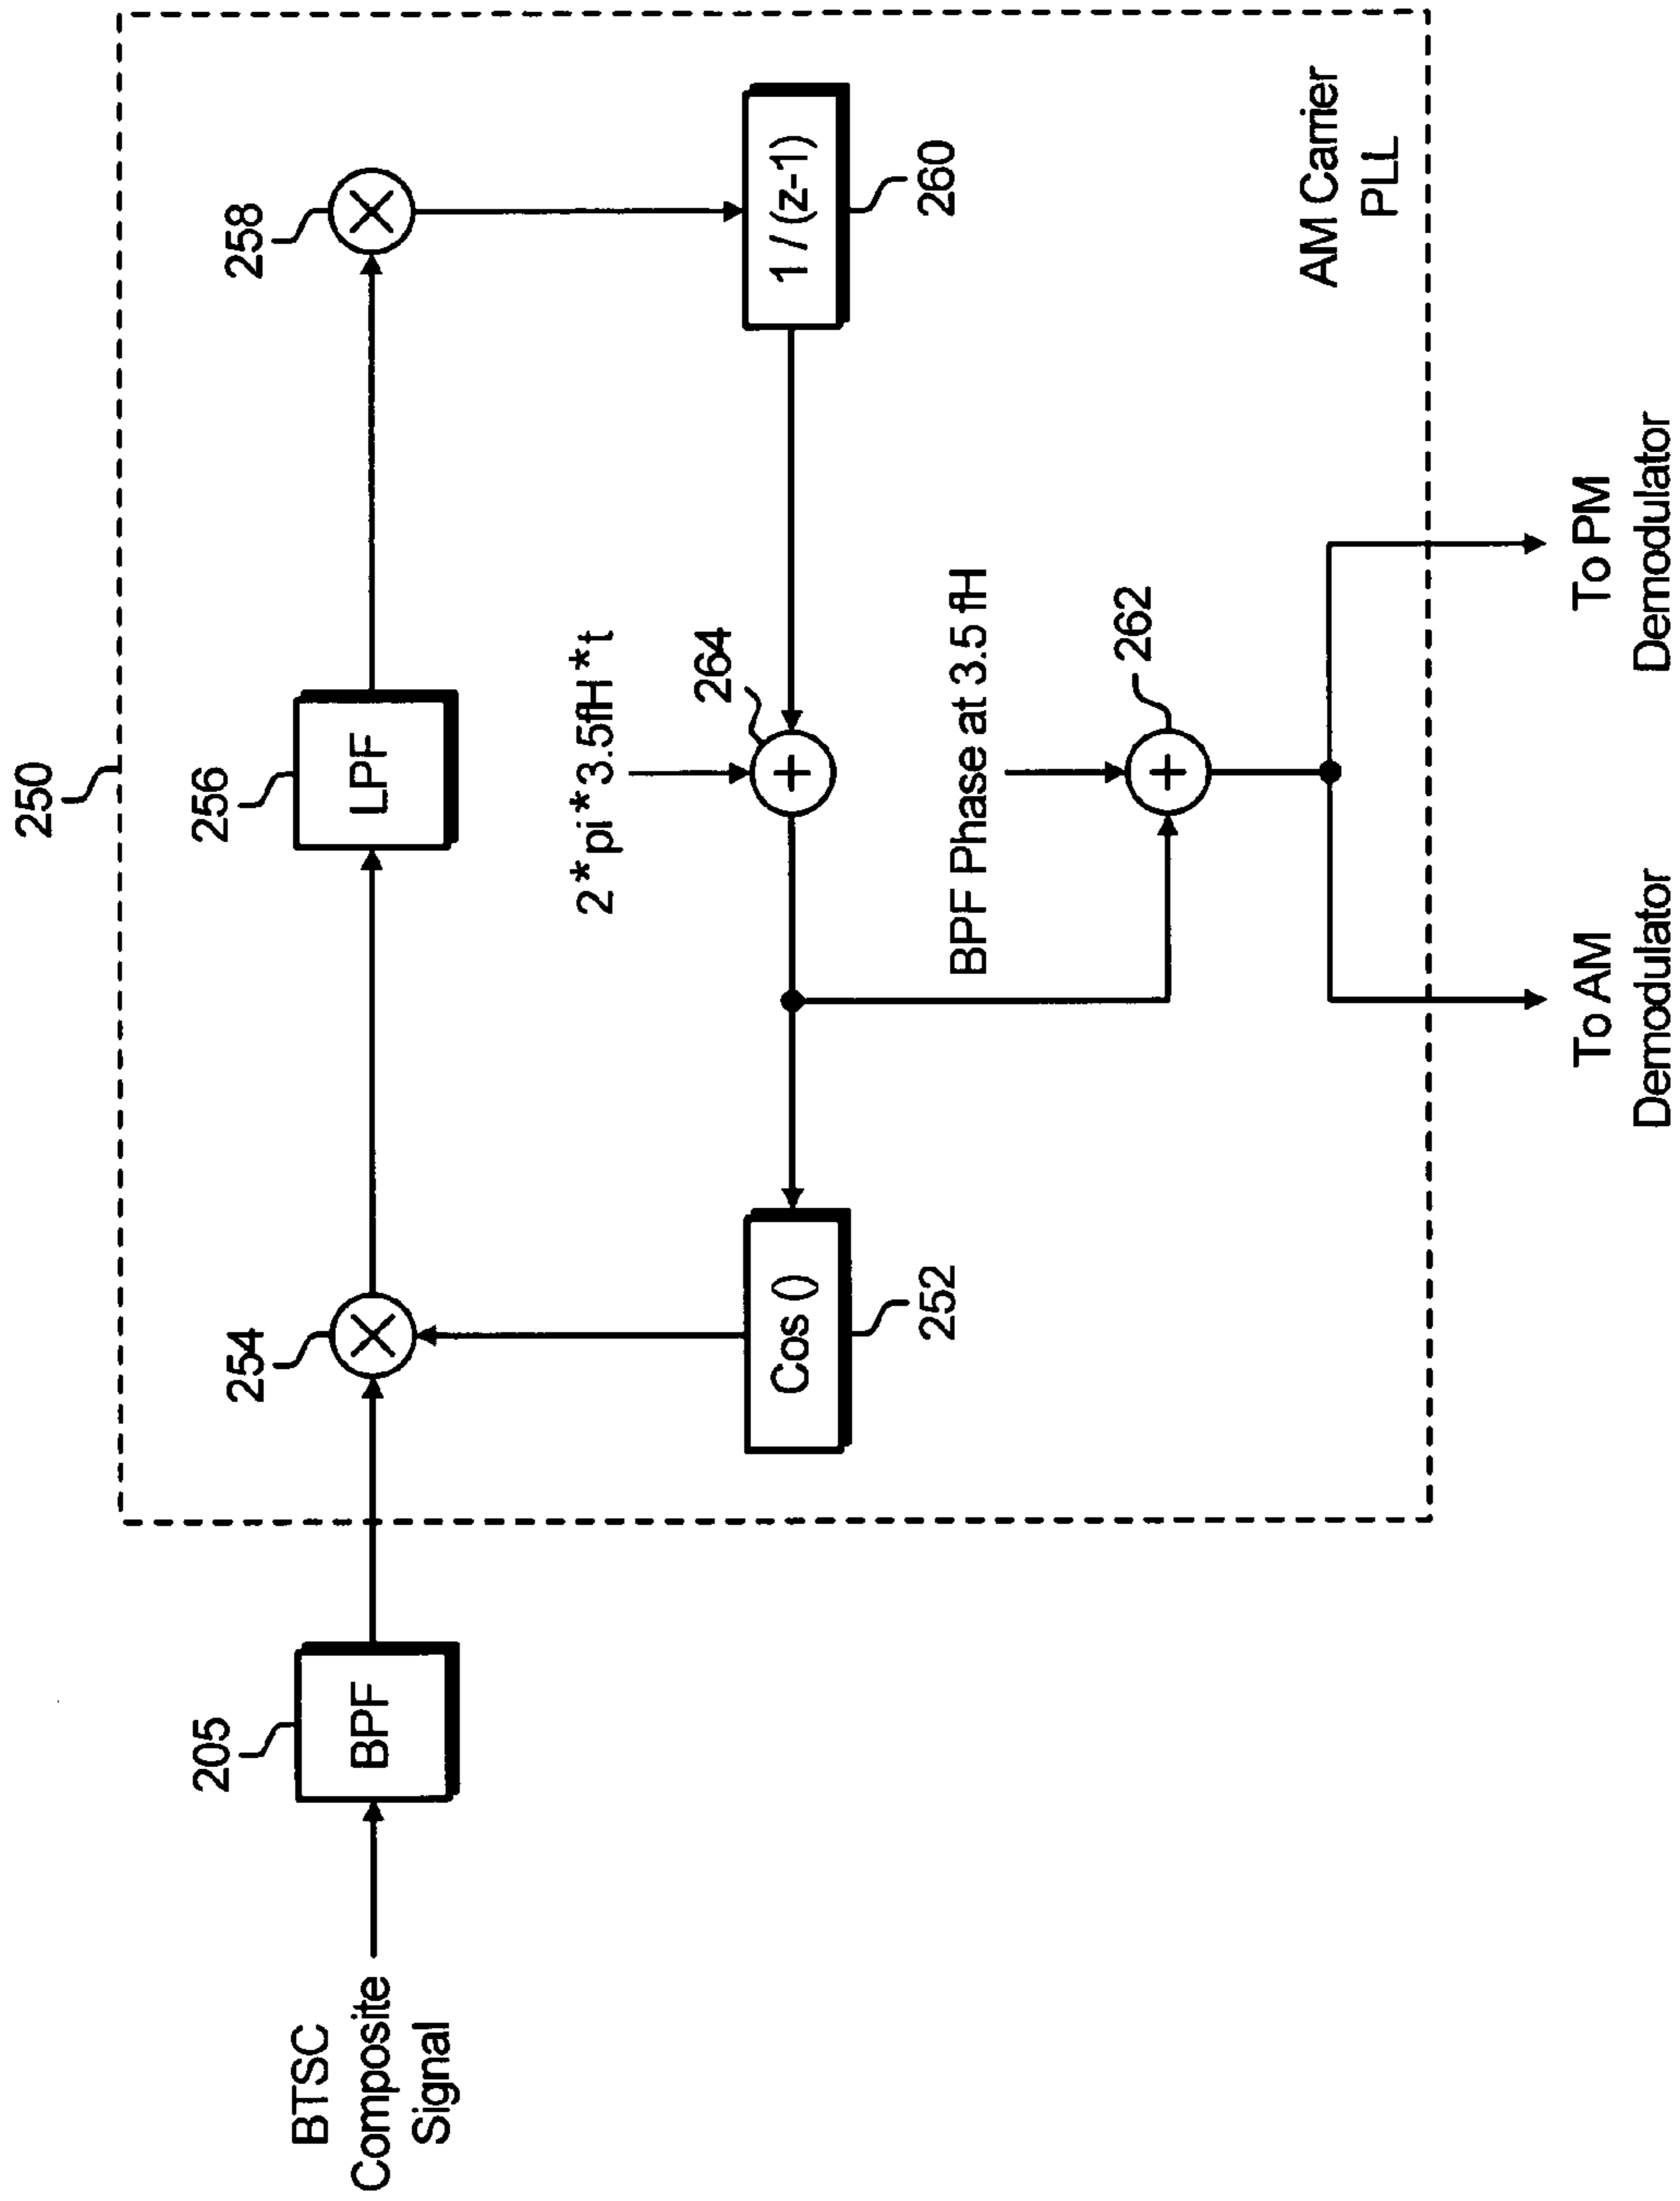 250
205
BPF
BTSC
Composite
Signal
254
256
LPF
258
2*pi*3.5fH*t
264
Cos ()
252
1 / (z-1)
260
BPF Phase at 3.5 fH
262
AM Carrier
PLL
To AM
Demodulator
To PM
Demodulator